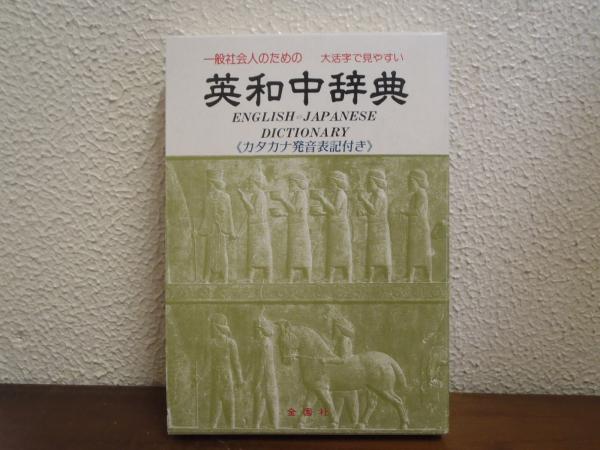 一般社会人のための 大活字で見やすい
英和中辞典
ENGLISH-JAPANESE
DICTIONARY
《カタカナ発音表記付き》
金園社